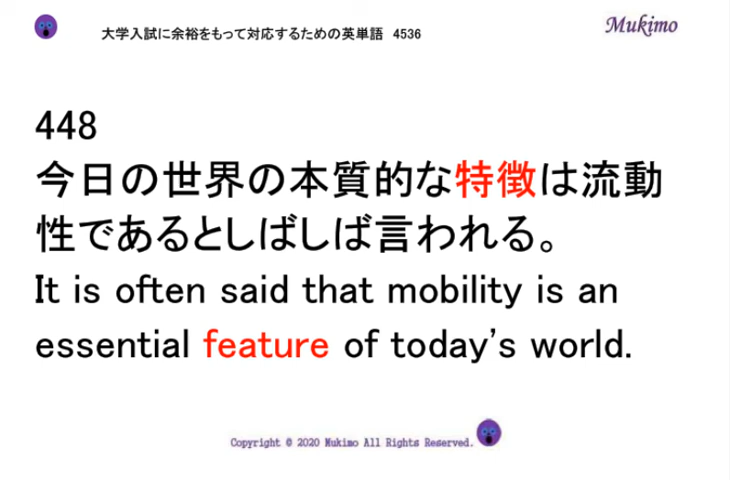 大学入試に余裕をもって対応するための英単語 4536
Mukimo
448
今日の世界の本質的な特徴は流動
性であるとしばしば言われる。
It is often said that mobility is an
essential feature of today's world.
Copyright © 2020 Mukimo All Rights Reserved.